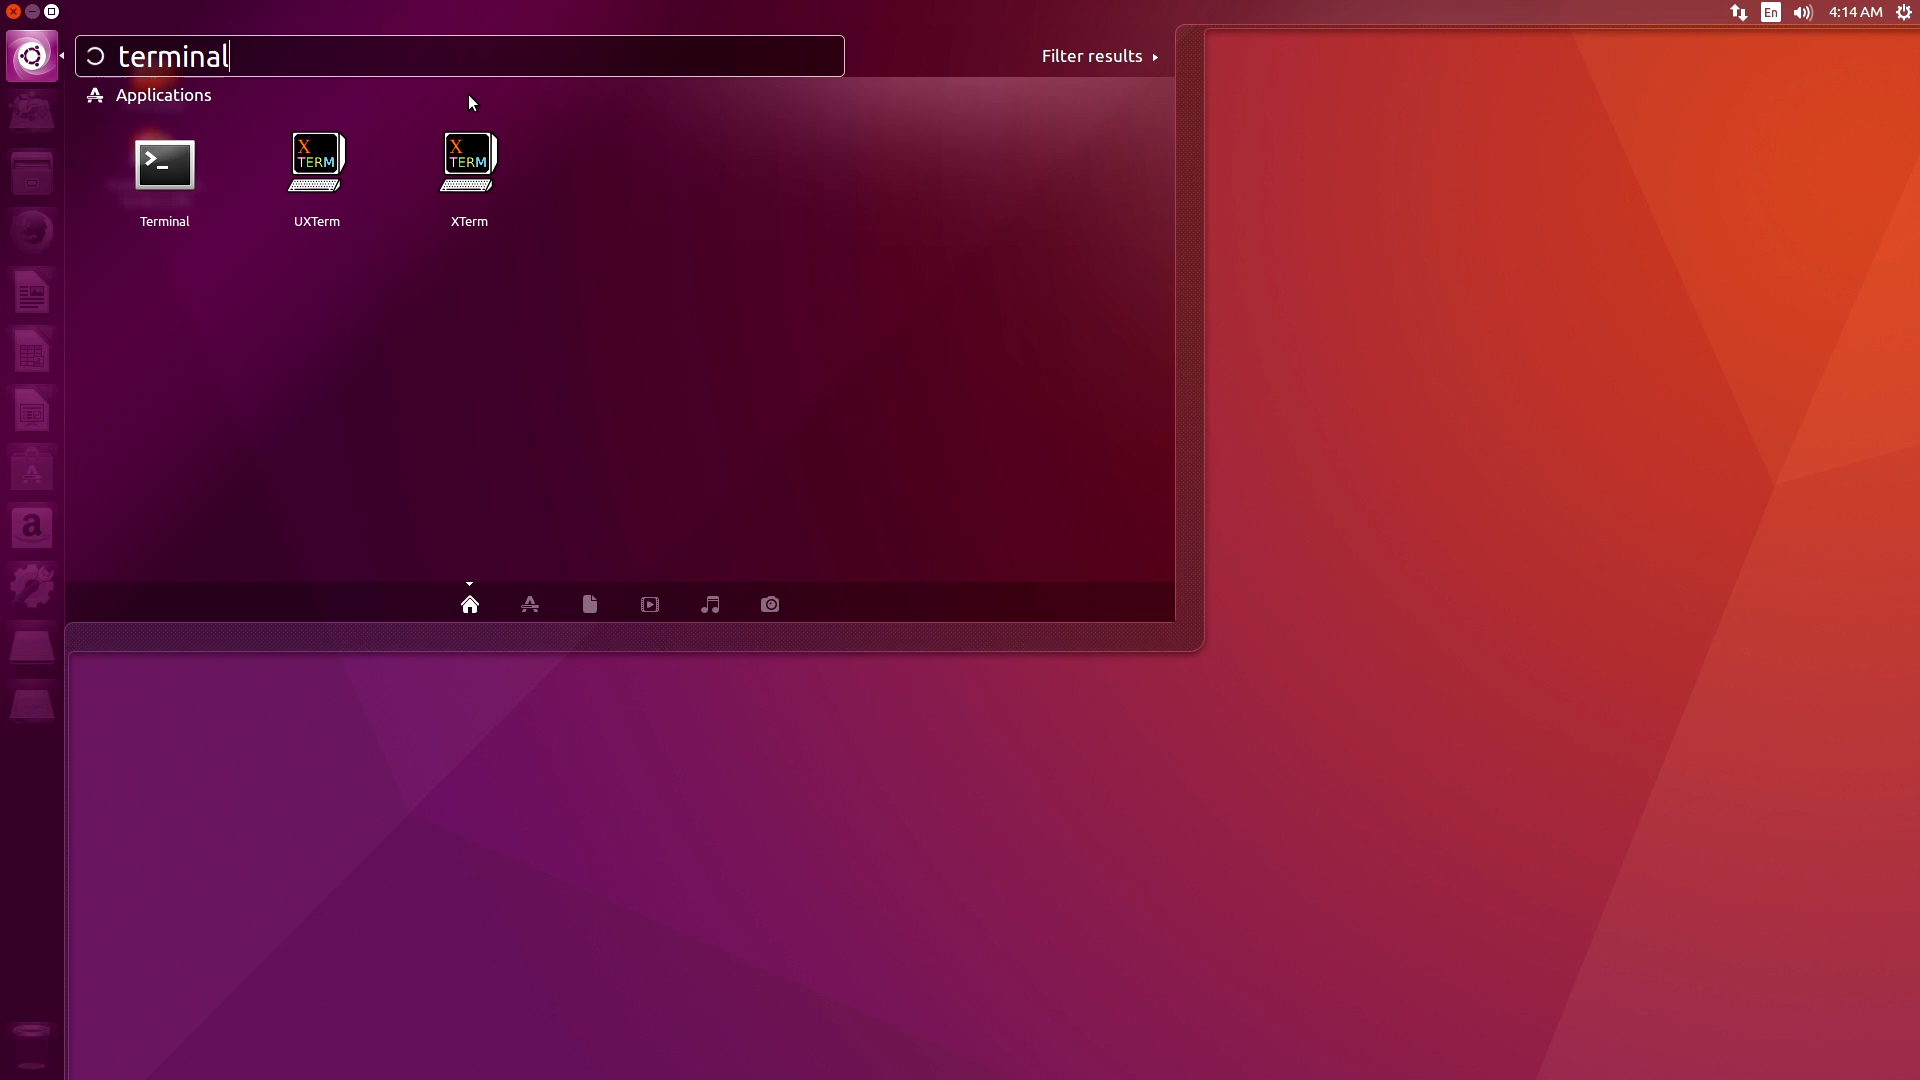 En
4:14 AM
terminal
Filter results
Applications
X
TERM
X
TERM
Terminal
UXTerm
XTerm
a